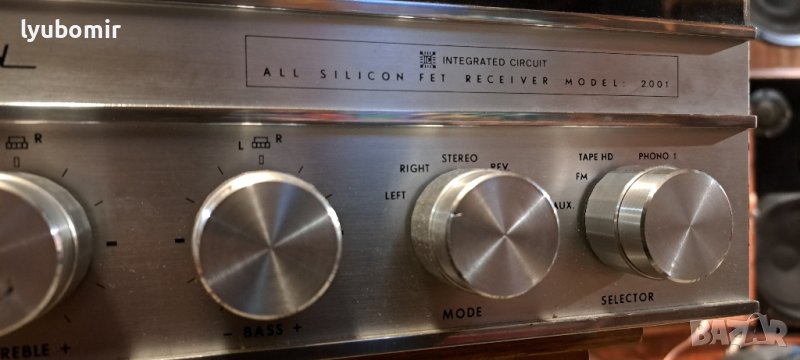 lyubomir
INTEGRATED CIRCUIT
ALL SILICON FET RECEIVER MODEL: 2001
R
L R
LEFT RIGHT STEREO REV
TAPE HD PHONO 1
FM
AUX.
MODE
SELECTOR
- BASS +
REBLE +
BAZAR